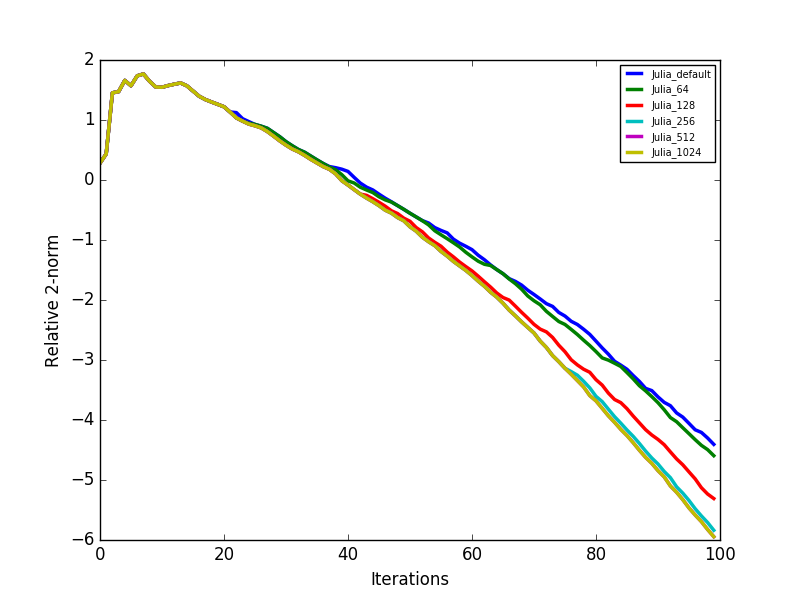 2
1
0
−1
−2
−3
−4
−5
−6
0 20 40 60 80 100
Relative 2-norm
Iterations
Julia_default
Julia_64
Julia_128
Julia_256
Julia_512
Julia_1024